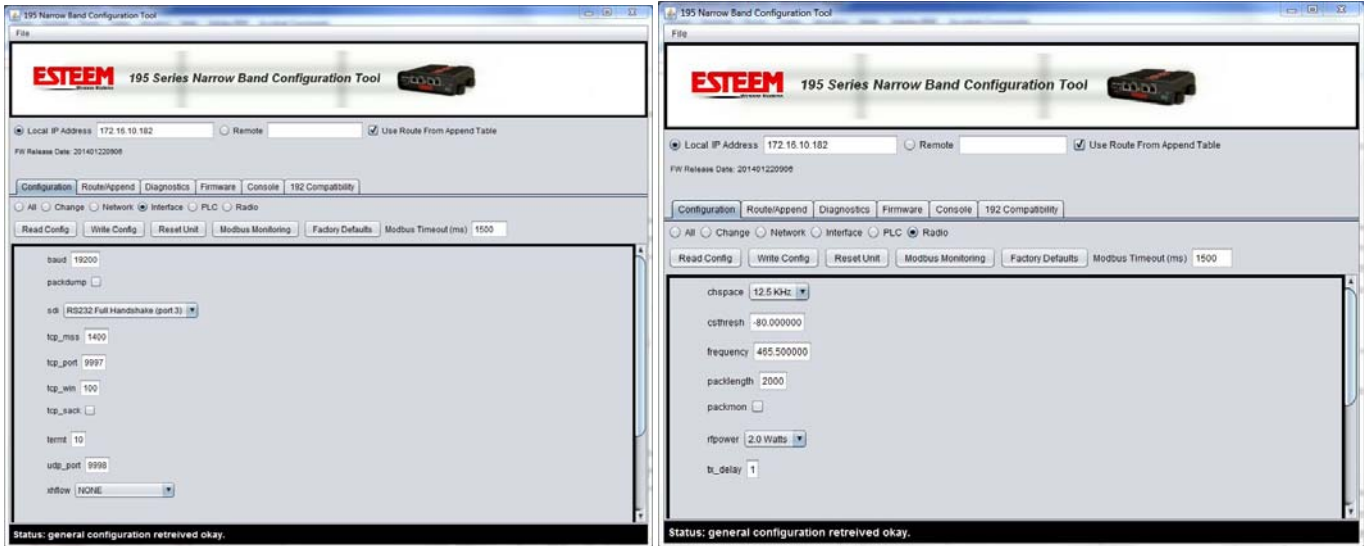 195 Narrow Band Configuration Tool
File
ESTEEM
195 Series Narrow Band Configuration Tool
Local IP Address 172.16.10.182 Remote Use Route From Append Table
FW Release Date: 201401220906
Configuration Route/Append Diagnostics Firmware Console 192 Compatibility
All Change Network Interface PLC Radio
Read Config Write Config Reset Unit Modbus Monitoring Factory Defaults Modbus Timeout (ms) 1500
baud 19200
packdump
sdi RS232 Full Handshake (port 3)
tcp_mss 1400
tcp_port 9997
tcp_win 100
tcp_sack
termt 10
udp_port 9998
xhflow NONE
Status: general configuration retreived okay.
195 Narrow Band Configuration Tool
File
ESTEEM
195 Series Narrow Band Configuration Tool
Local IP Address 172.16.10.182 Remote Use Route From Append Table
FW Release Date: 201401220906
Configuration Route/Append Diagnostics Firmware Console 192 Compatibility
All Change Network Interface PLC Radio
Read Config Write Config Reset Unit Modbus Monitoring Factory Defaults Modbus Timeout (ms) 1500
chspace 12.5 KHz
csthresh -80.000000
frequency 465.500000
packlength 2000
packmon
rfpower 2.0 Watts
tx_delay 1
Status: general configuration retreived okay.